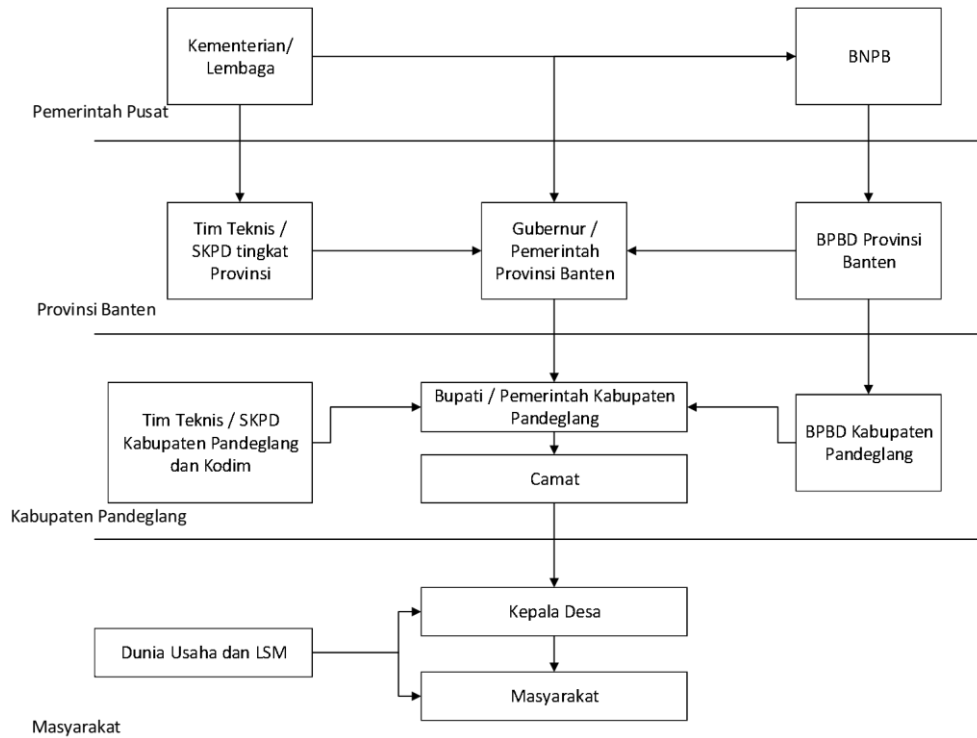 Kementerian/
Lembaga
BNPB
Pemerintah Pusat
Tim Teknis /
SKPD tingkat
Provinsi
Gubernur /
Pemerintah
Provinsi Banten
BPBD Provinsi
Banten
Provinsi Banten
Tim Teknis / SKPD
Kabupaten Pandeglang
dan Kodim
Bupati / Pemerintah Kabupaten
Pandeglang
BPBD Kabupaten
Pandeglang
Camat
Kabupaten Pandeglang
Kepala Desa
Dunia Usaha dan LSM
Masyarakat
Masyarakat